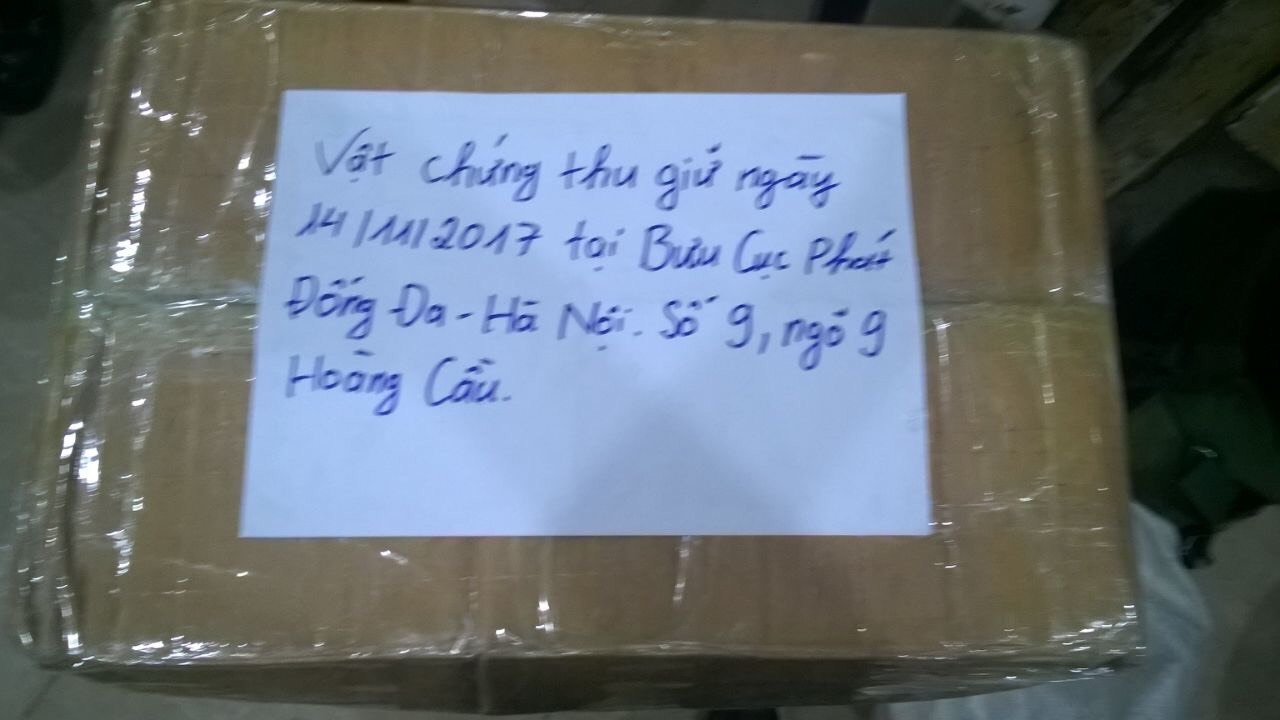 Vật chứng thu giữ ngày
14/11/2017 tại Bưu Cục Phát
Đống Đa - Hà Nội. Số 9, ngõ 9
Hoàng Cầu.